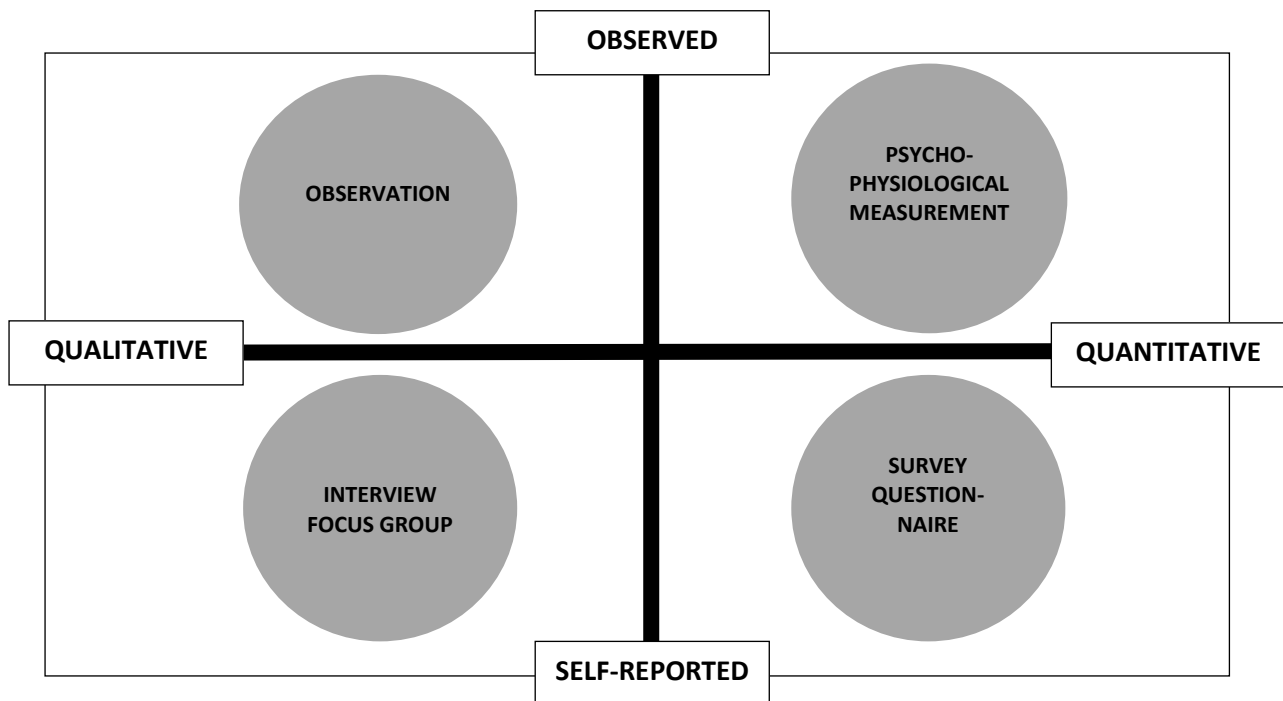 OBSERVED
OBSERVATION
PSYCHO-
PHYSIOLOGICAL
MEASUREMENT
QUALITATIVE
QUANTITATIVE
INTERVIEW
FOCUS GROUP
SURVEY
QUESTION-
NAIRE
SELF-REPORTED